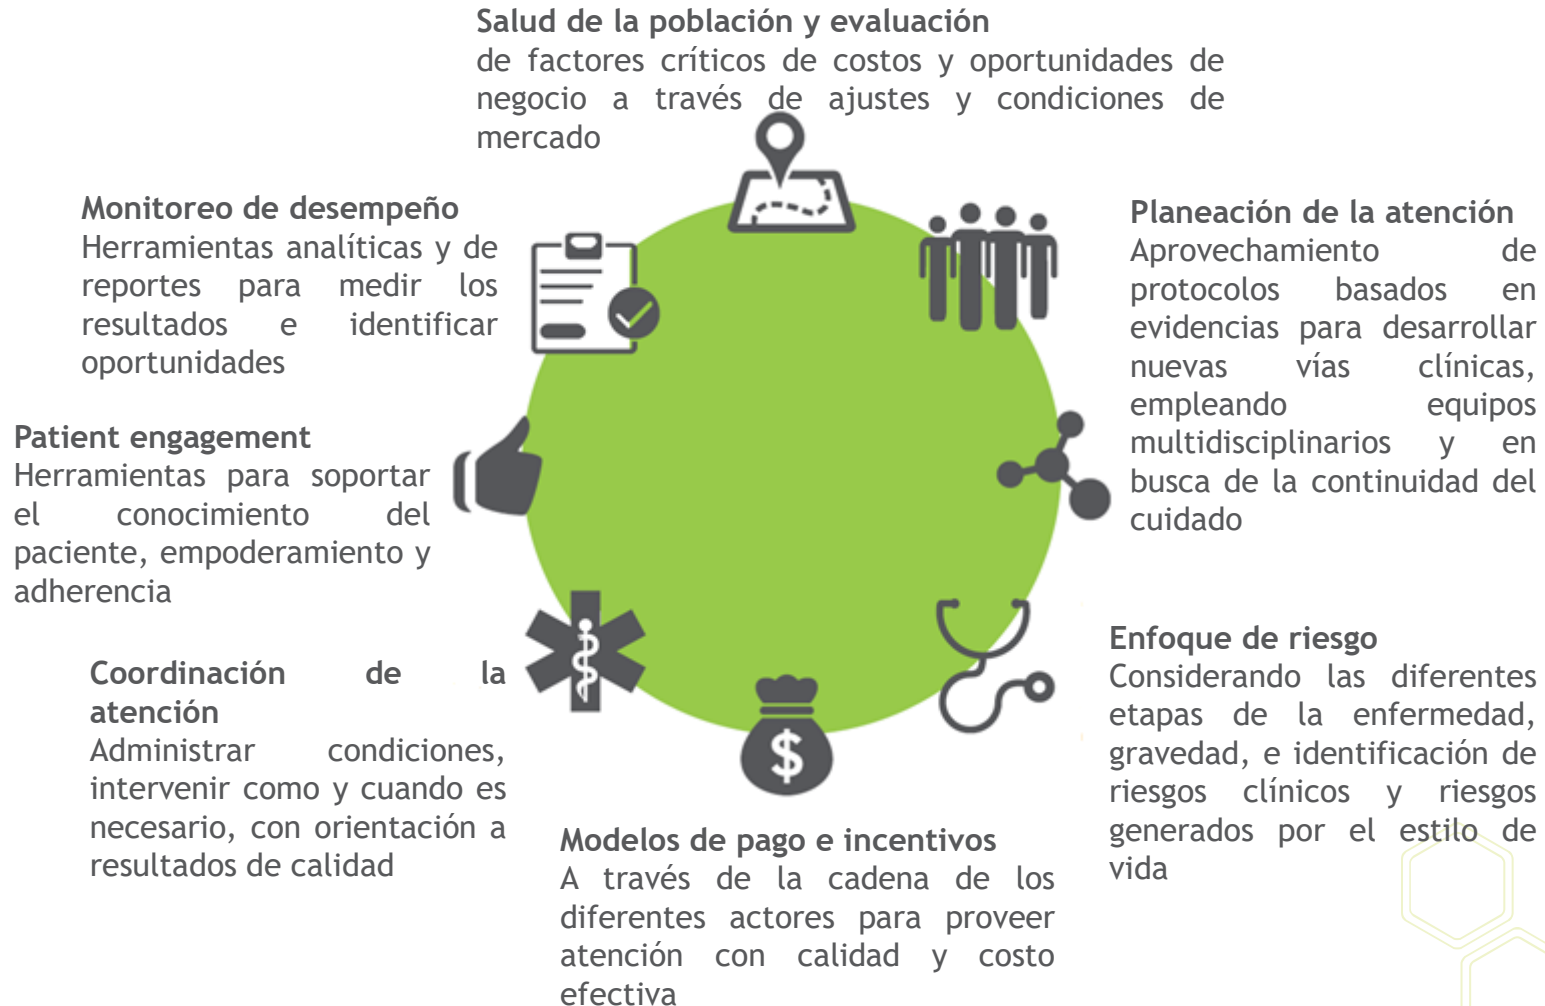 Salud de la población y evaluación
de factores críticos de costos y oportunidades de
negocio a través de ajustes y condiciones de
mercado
Planeación de la atención
Aprovechamiento de
protocolos basados en
evidencias para desarrollar
nuevas vías clínicas,
empleando equipos
multidisciplinarios y en
busca de la continuidad del
cuidado
Enfoque de riesgo
Considerando las diferentes
etapas de la enfermedad,
gravedad, e identificación de
riesgos clínicos y riesgos
generados por el estilo de
vida
$
Modelos de pago e incentivos
A través de la cadena de los
diferentes actores para proveer
atención con calidad y costo
efectiva
Coordinación de la
atención
Administrar condiciones,
intervenir como y cuando es
necesario, con orientación a
resultados de calidad
Patient engagement
Herramientas para soportar
el conocimiento del
paciente, empoderamiento y
adherencia
Monitoreo de desempeño
Herramientas analíticas y de
reportes para medir los
resultados e identificar
oportunidades